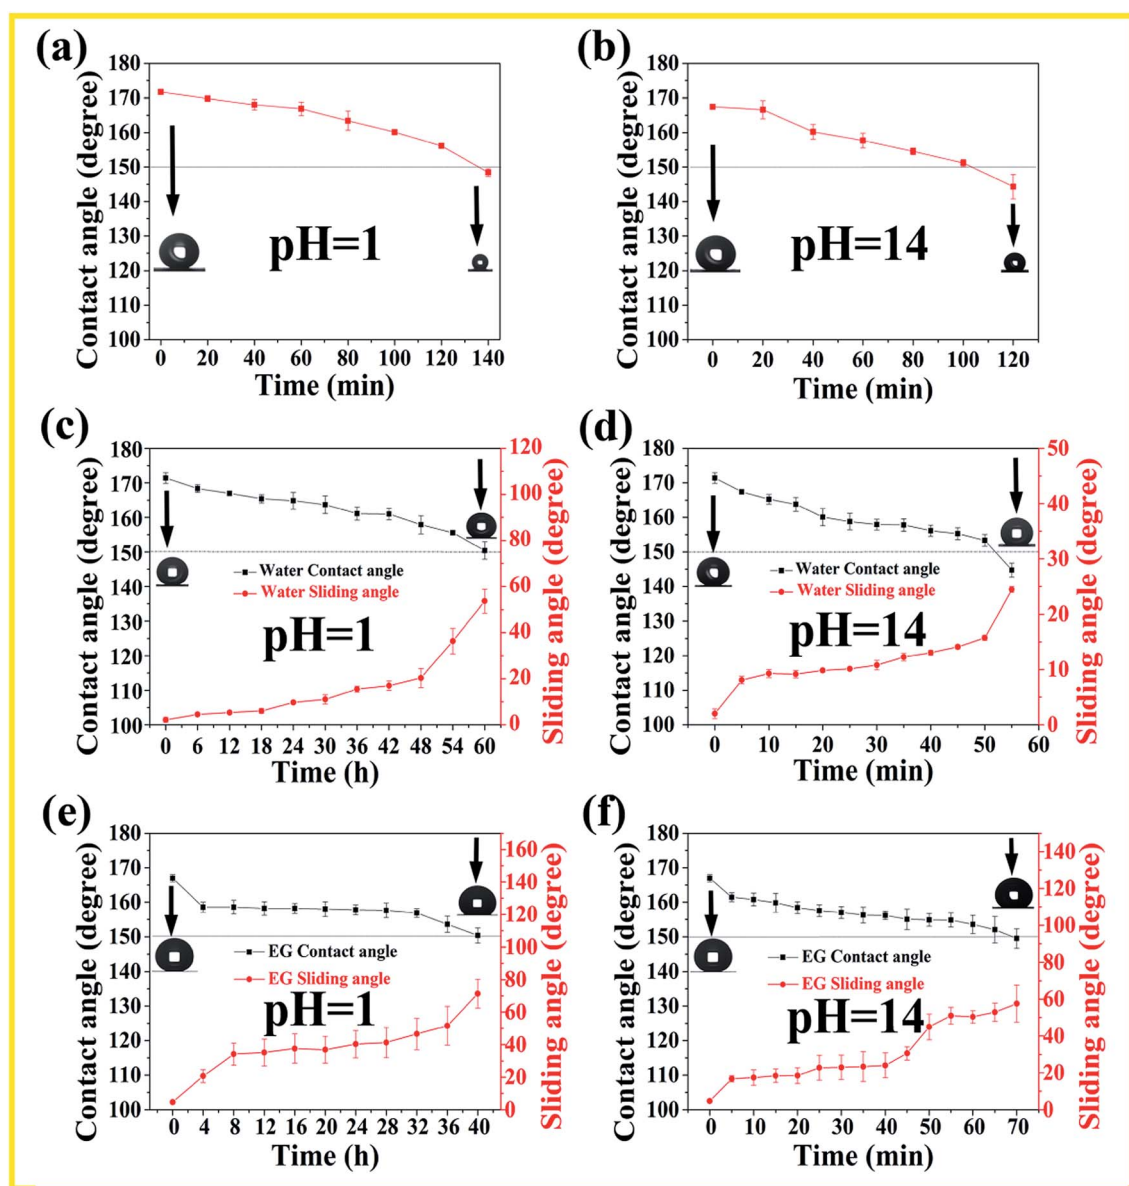 (a)
Contact angle (degree)
180
170
160
150
140
130
120
110
100
pH=1
0 20 40 60 80 100 120 140
Time (min)
(b)
Contact angle (degree)
180
170
160
150
140
130
120
110
100
pH=14
0 20 40 60 80 100 120
Time (min)
(c)
Contact angle (degree)
180
170
160
150
140
130
120
110
100
Water Contact angle
Water Sliding angle
pH=1
120
100
80
60
40
20
0
Sliding angle (degree)
0 6 12 18 24 30 36 42 48 54 60
Time (h)
(d)
Contact angle (degree)
180
170
160
150
140
130
120
110
100
Water Contact angle
Water Sliding angle
pH=14
50
40
30
20
10
0
Sliding angle (degree)
0 10 20 30 40 50 60
Time (min)
(e)
Contact angle (degree)
180
170
160
150
140
130
120
110
100
EG Contact angle
EG Sliding angle
pH=1
160
140
120
100
80
60
40
20
0
Sliding angle (degree)
0 4 8 12 16 20 24 28 32 36 40
Time (h)
(f)
Contact angle (degree)
180
170
160
150
140
130
120
110
100
EG Contact angle
EG Sliding angle
pH=14
140
120
100
80
60
40
20
0
Sliding angle (degree)
0 10 20 30 40 50 60 70
Time (min)